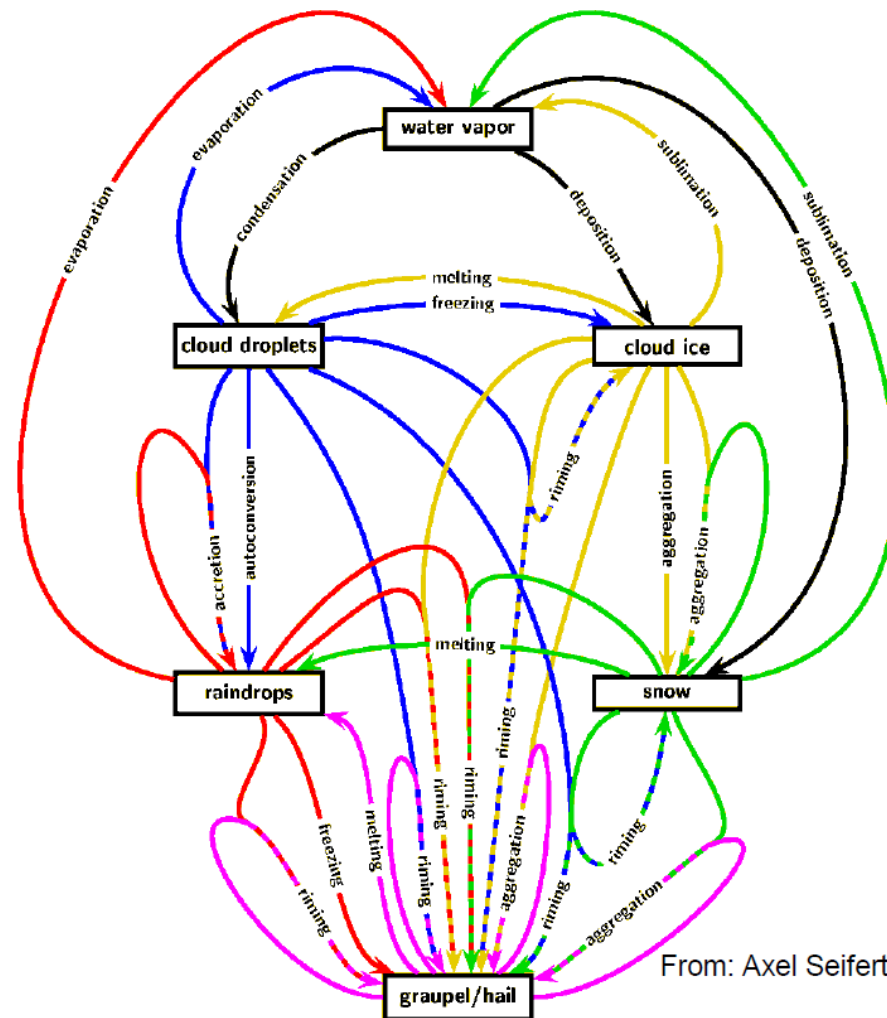 water vapor
evaporation
evaporation
condensation
deposition
sublimation
sublimation
deposition
melting
freezing
cloud droplets
cloud ice
riming
accretion
autoconversion
aggregation
aggregation
melting
raindrops
snow
riming
riming
riming
freezing
melting
riming
riming
aggregation
riming
riming
aggregation
graupel/hail
From: Axel Seifert